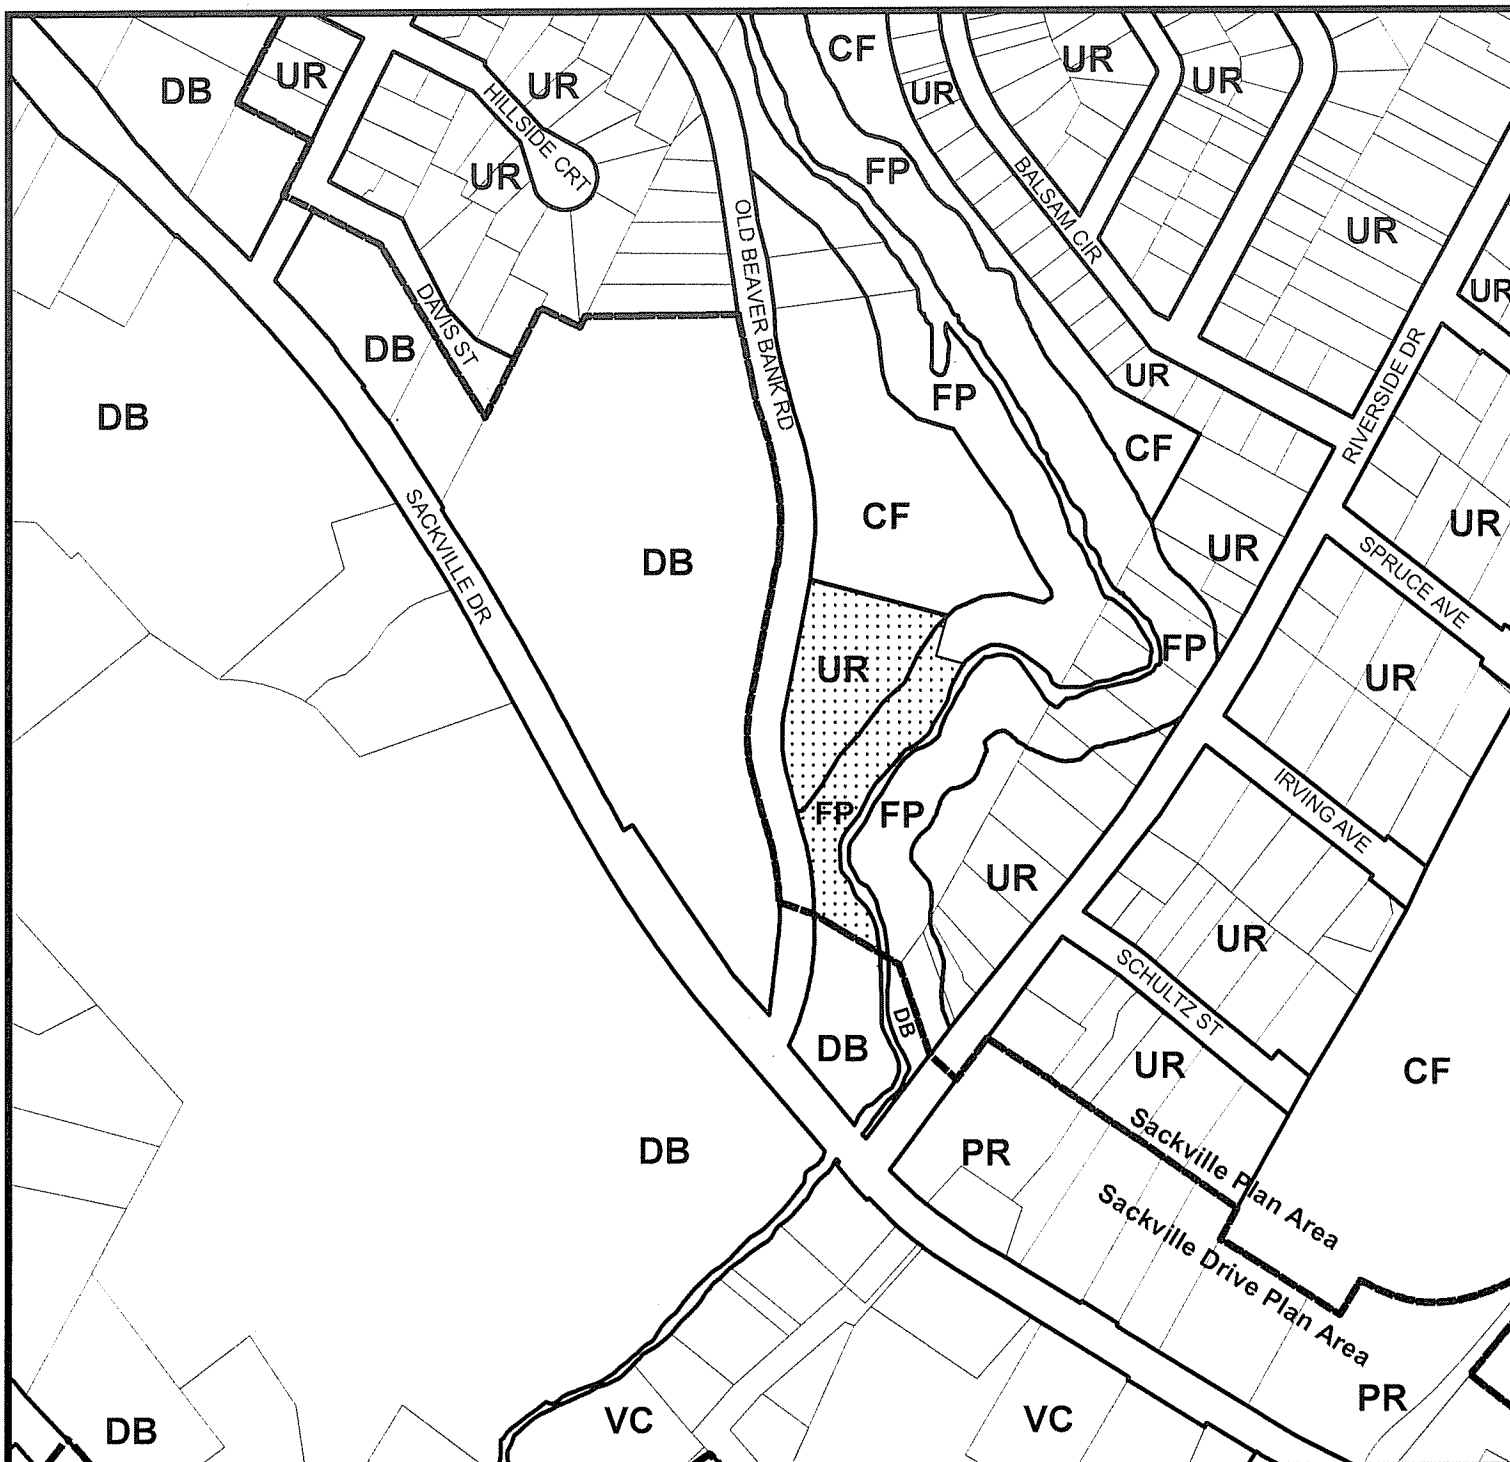 CF
UR
UR
UR
DB
UR
UR
HILLSIDE CRT
UR
FP
UR
BALSAM CIR
OLD BEAVER BANK RD
UR
UR
DAVIS ST
DB
UR
RIVERSIDE DR
FP
DB
CF
SACKVILLE DR
CF
UR
UR
DB
SPRUCE AVE
UR
FP
UR
IRVING AVE
FP
FP
UR
UR
SCHULTZ ST
DB
DB
UR
CF
DB
PR
Sackville Plan Area
Sackville Drive Plan Area
PR
DB
VC
VC